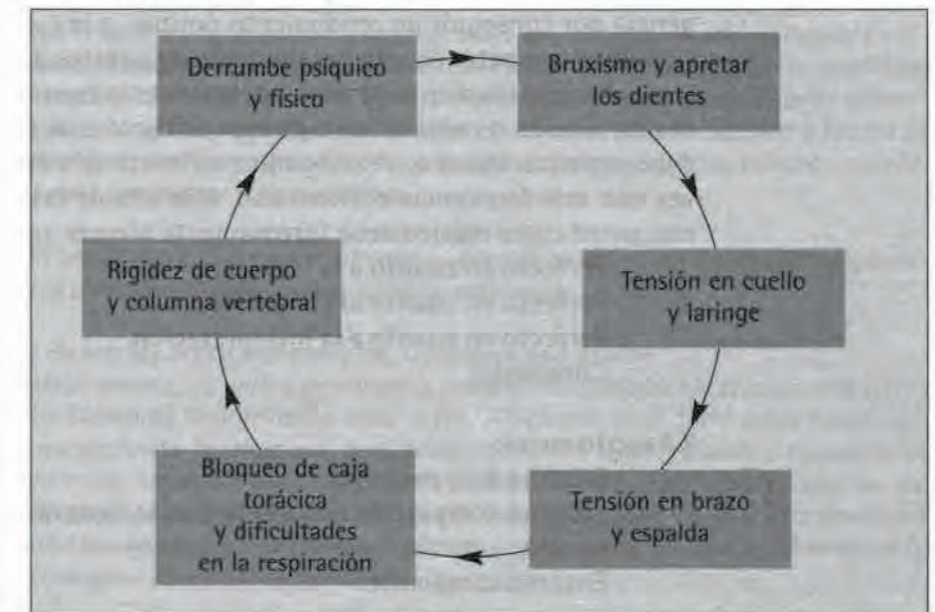 Derrumbe psíquico
y físico
Bruxismo y apretar
los dientes
Tensión en cuello
y laringe
Tensión en brazo
y espalda
Bloqueo de caja
torácica
y dificultades
en la respiración
Rigidez de cuerpo
y columna vertebral